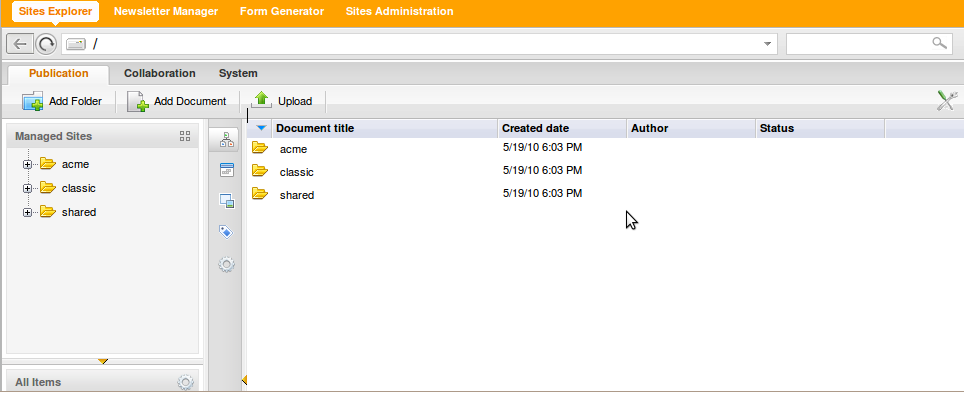 Sites Explorer Newsletter Manager Form Generator Sites Administration
/
Publication Collaboration System
Add Folder Add Document Upload
Managed Sites
acme
classic
shared
All Items
Document title Created date Author Status
acme 5/19/10 6:03 PM
classic 5/19/10 6:03 PM
shared 5/19/10 6:03 PM